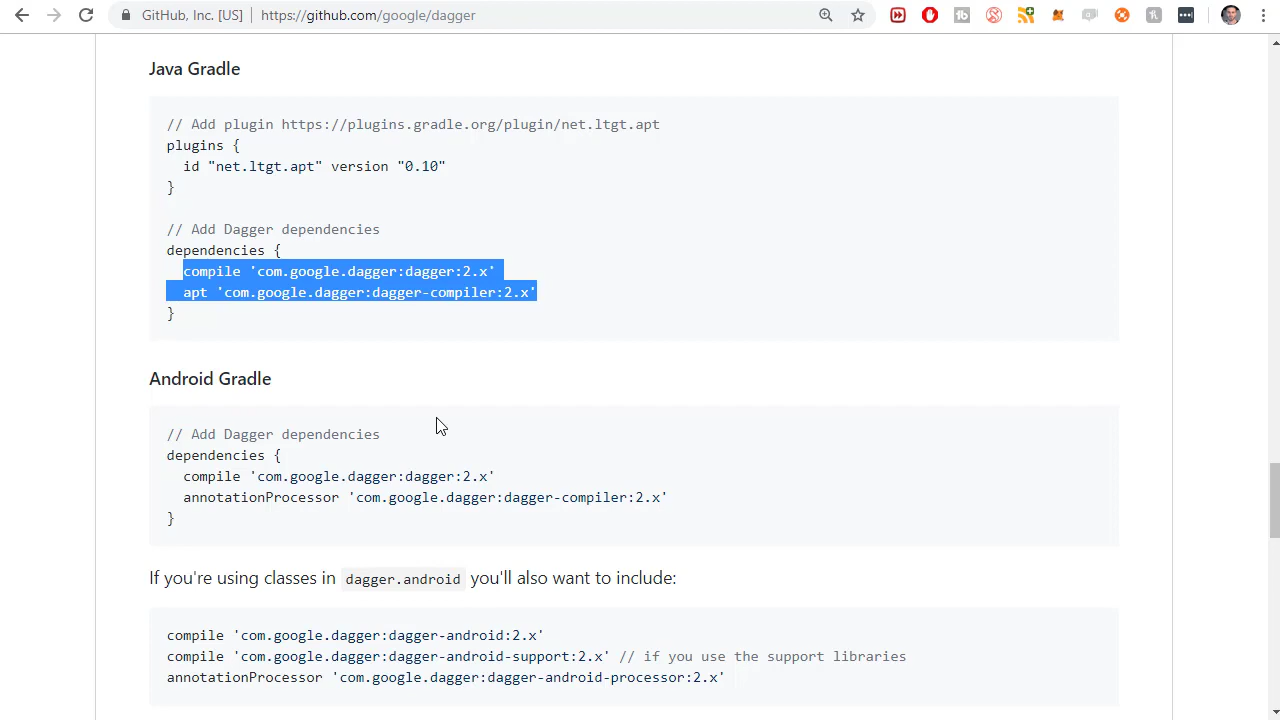 GitHub, Inc. [US] | https://github.com/google/dagger
Java Gradle
// Add plugin https://plugins.gradle.org/plugin/net.ltgt.apt
plugins {
  id "net.ltgt.apt" version "0.10"
}
// Add Dagger dependencies
dependencies {
  compile 'com.google.dagger:dagger:2.x'
  apt 'com.google.dagger:dagger-compiler:2.x'
}
Android Gradle
// Add Dagger dependencies
dependencies {
  compile 'com.google.dagger:dagger:2.x'
  annotationProcessor 'com.google.dagger:dagger-compiler:2.x'
}
If you're using classes in dagger.android you'll also want to include:
compile 'com.google.dagger:dagger-android:2.x'
compile 'com.google.dagger:dagger-android-support:2.x' // if you use the support libraries
annotationProcessor 'com.google.dagger:dagger-android-processor:2.x'